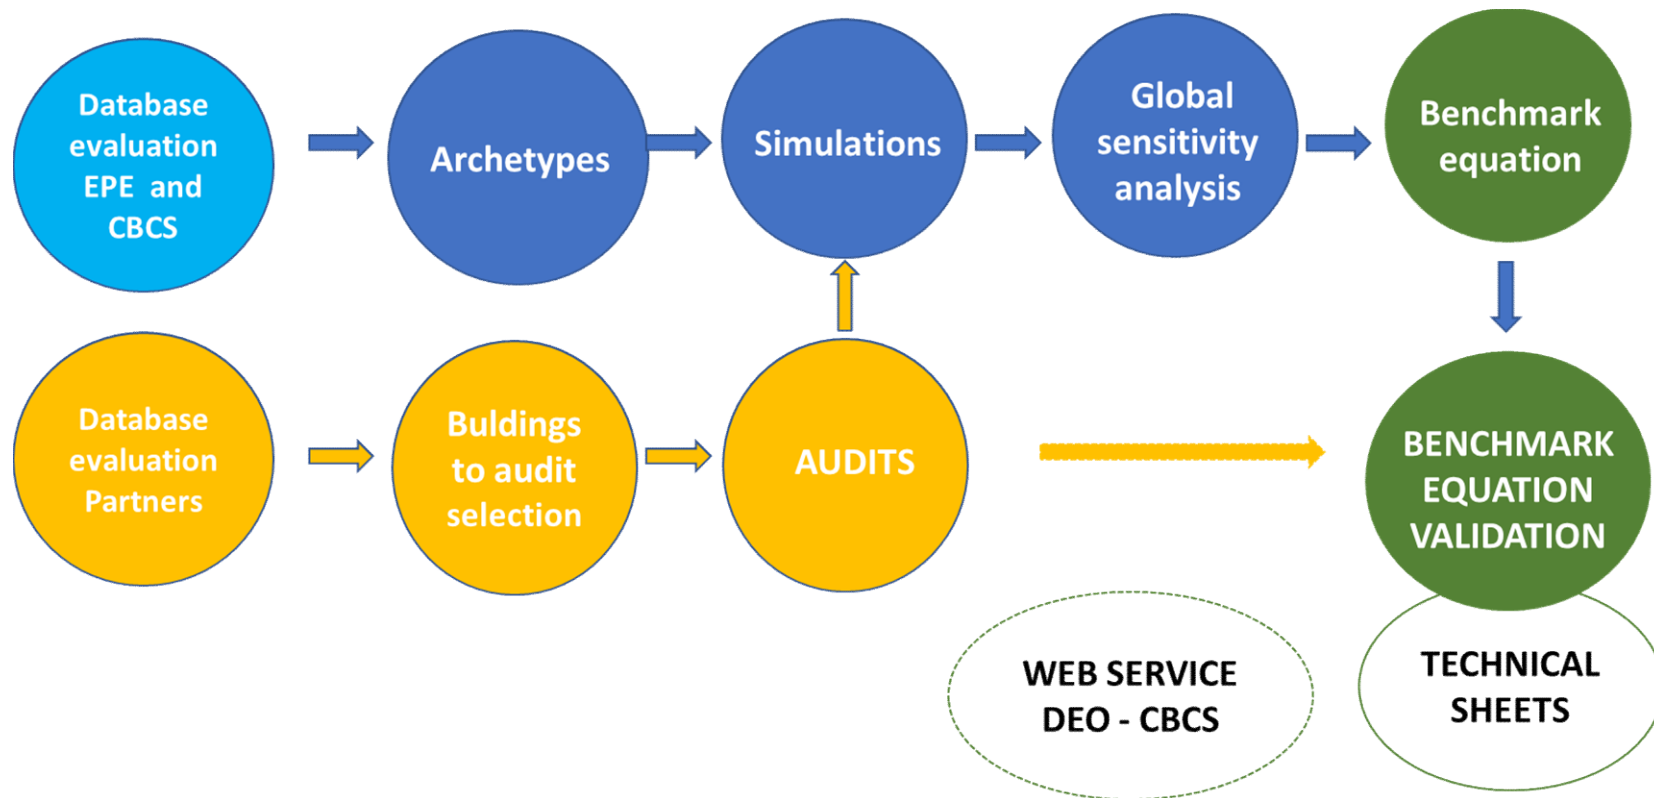 Database
evaluation
EPE and
CBCS
Archetypes
Simulations
Global
sensitivity
analysis
Benchmark
equation
Database
evaluation
Partners
Buldings
to audit
selection
AUDITS
BENCHMARK
EQUATION
VALIDATION
WEB SERVICE
DEO - CBCS
TECHNICAL
SHEETS